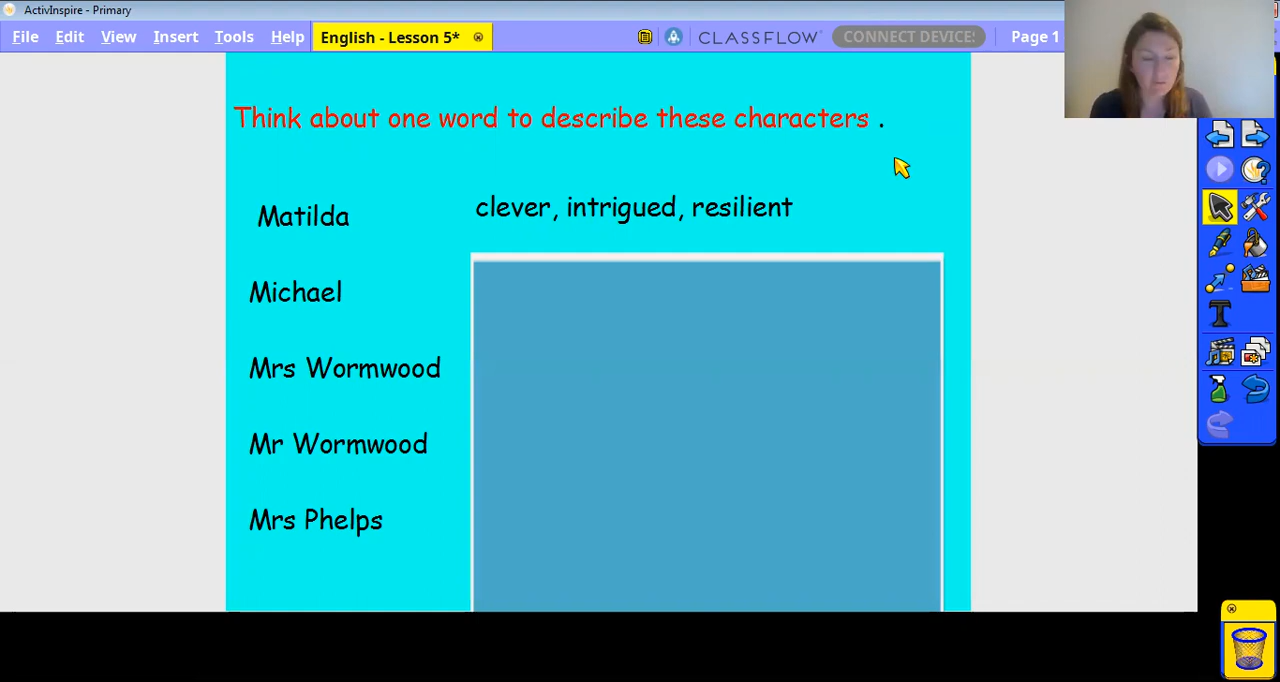 ActivInspire - Primary
File Edit View Insert Tools Help English - Lesson 5* CLASSFLOW CONNECT DEVICES Page 1
Think about one word to describe these characters .
Matilda clever, intrigued, resilient
Michael
Mrs Wormwood
Mr Wormwood
Mrs Phelps